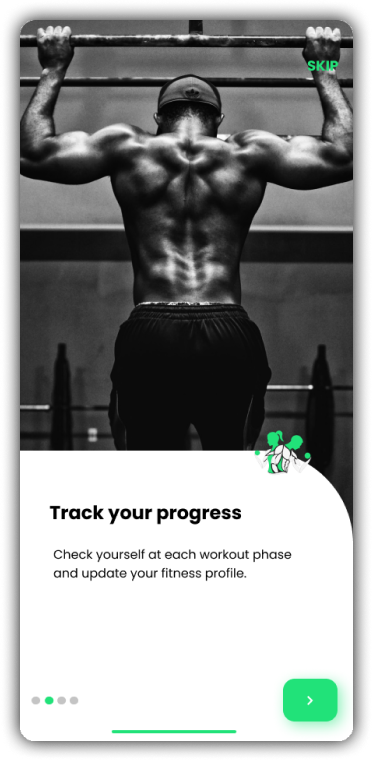 SKIP
Track your progress
Check yourself at each workout phase
and update your fitness profile.